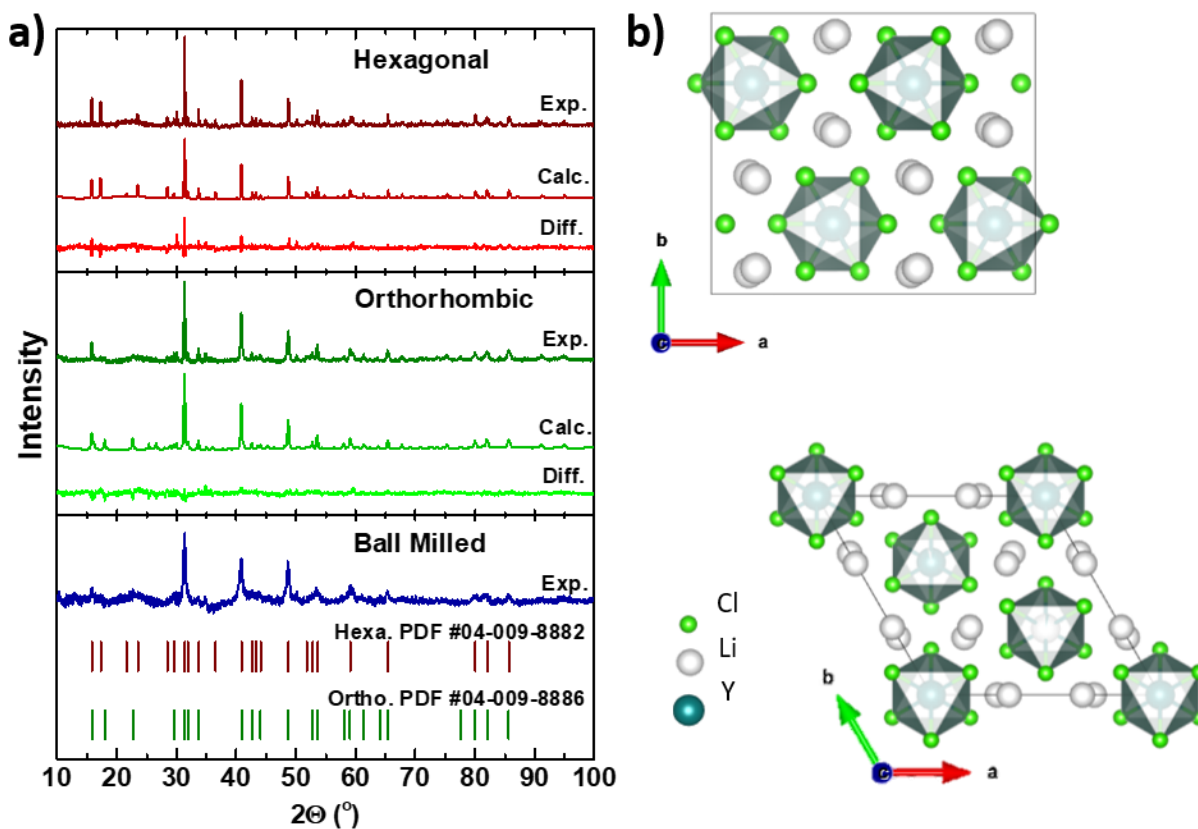 a)
Hexagonal
Exp.
Calc.
Diff.
Orthorhombic
Exp.
Calc.
Diff.
Ball Milled
Exp.
Hexa. PDF #04-009-8882
Ortho. PDF #04-009-8886
10 20 30 40 50 60 70 80 90 100
2Θ (°)
Intensity
b)
b
c
a
Cl
Li
Y
b
c
a